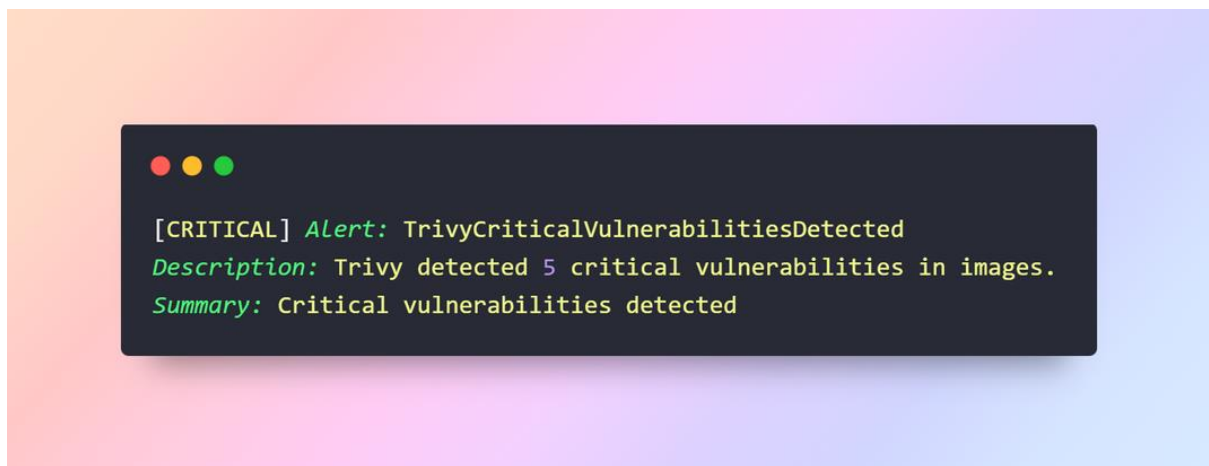 [CRITICAL] Alert: TrivyCriticalVulnerabilitiesDetected
Description: Trivy detected 5 critical vulnerabilities in images.
Summary: Critical vulnerabilities detected